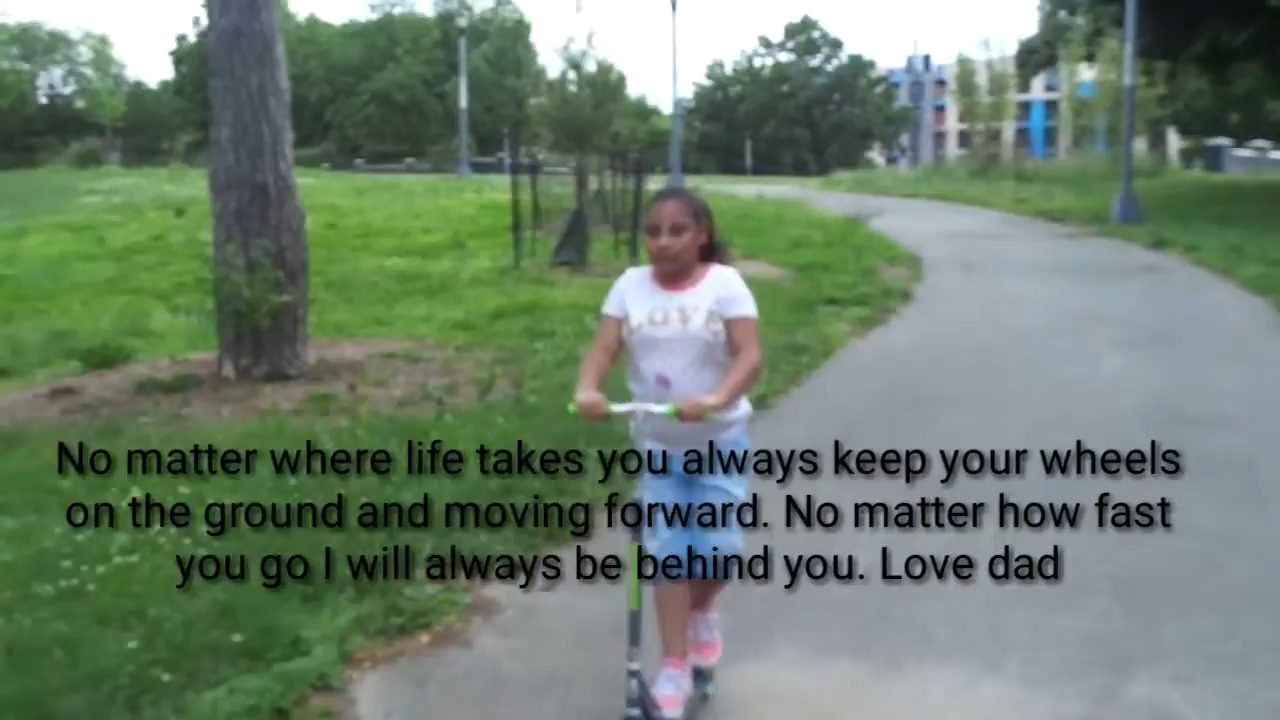 Love
No matter where life takes you always keep your wheels
on the ground and moving forward. No matter how fast
you go I will always be behind you. Love dad